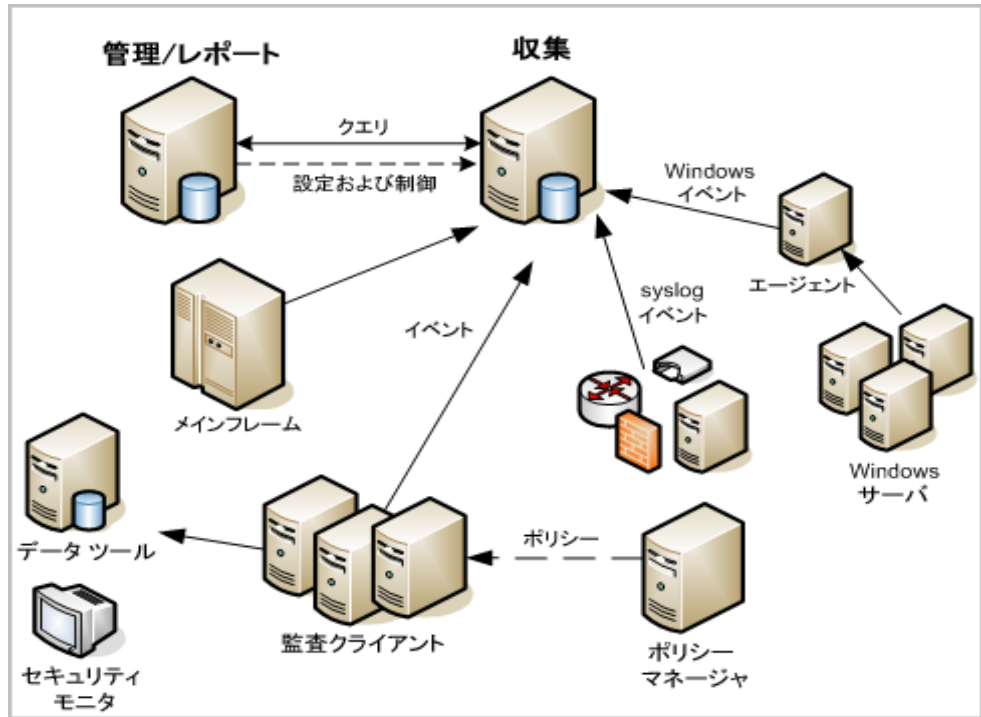 管理/レポート
収集
クエリ
設定および制御
Windows
イベント
エージェント
syslog
イベント
イベント
メインフレーム
Windows
サーバ
データ ツール
ポリシー
監査クライアント
ポリシー
マネージャ
セキュリティ
モニタ